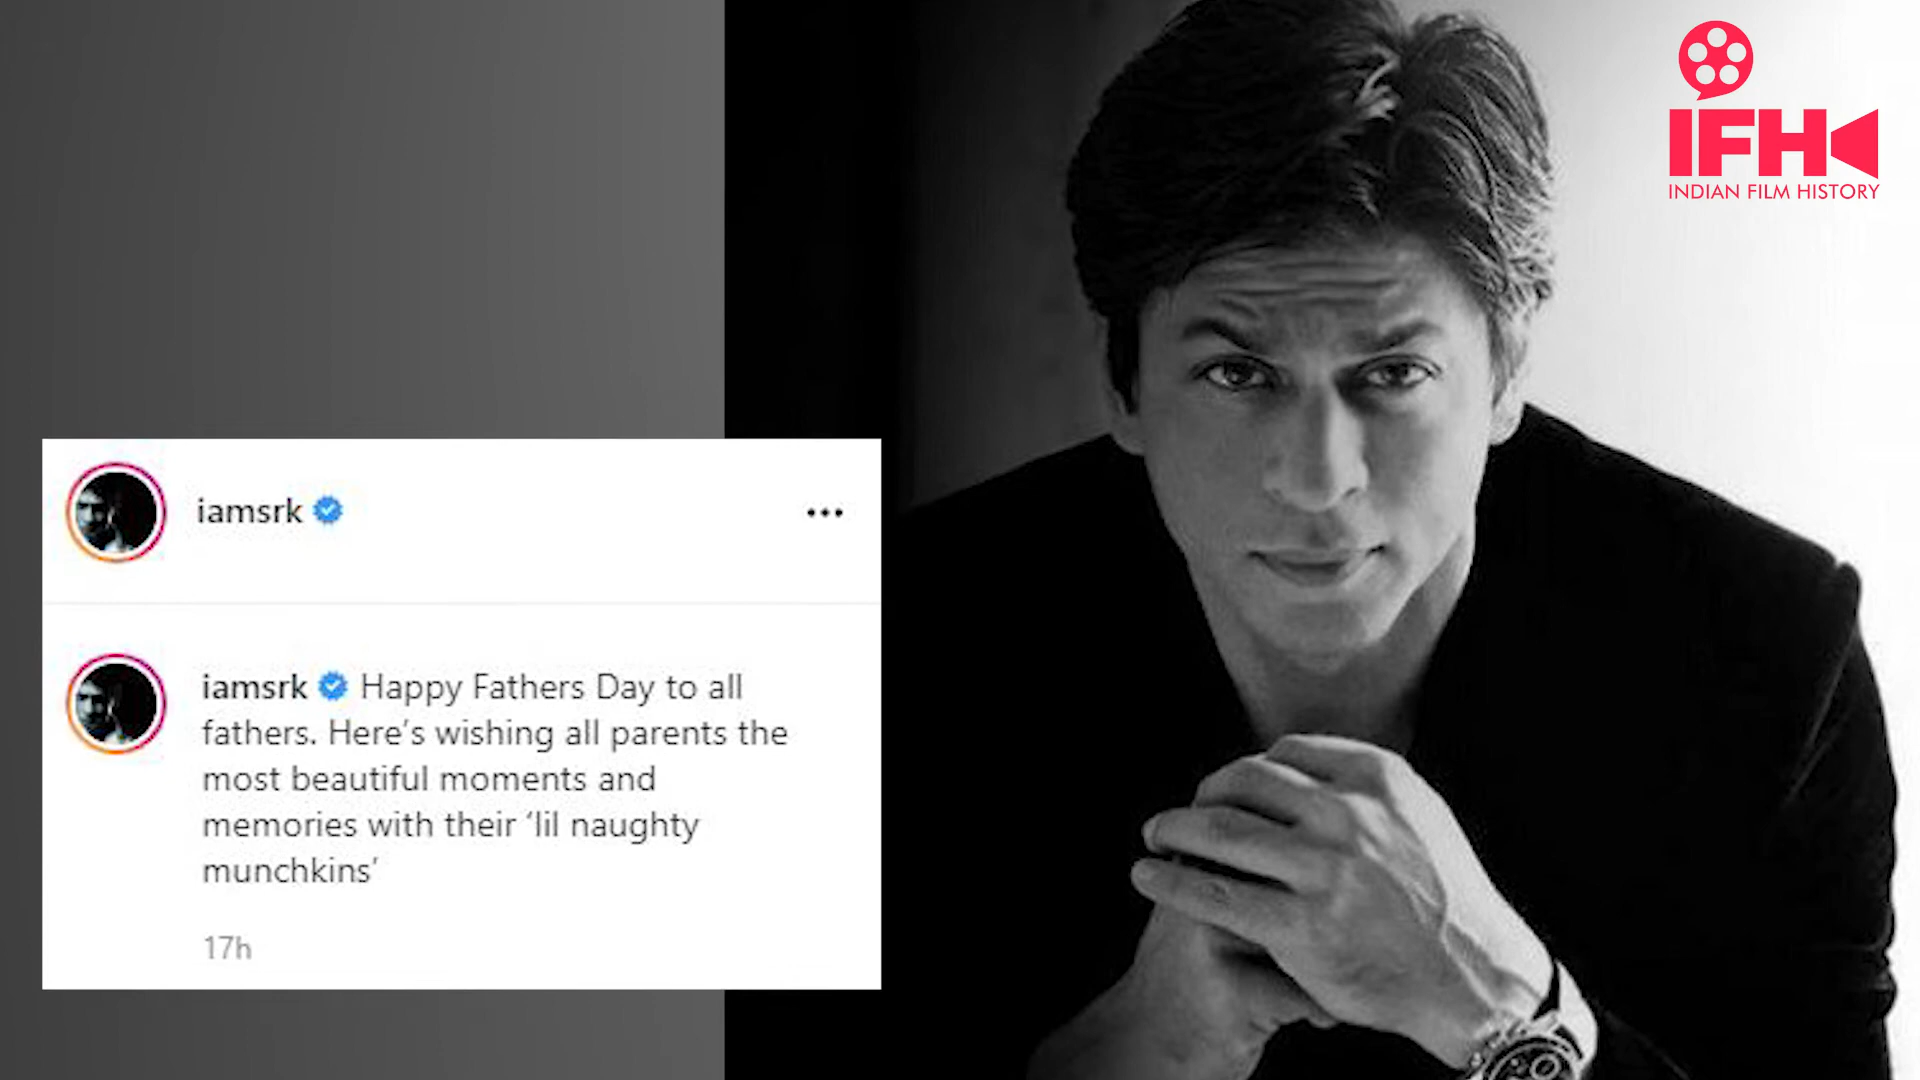 IFH
INDIAN FILM HISTORY
iamsrk
iamsrk Happy Fathers Day to all
fathers. Here’s wishing all parents the
most beautiful moments and
memories with their ‘lil naughty
munchkins’
17h